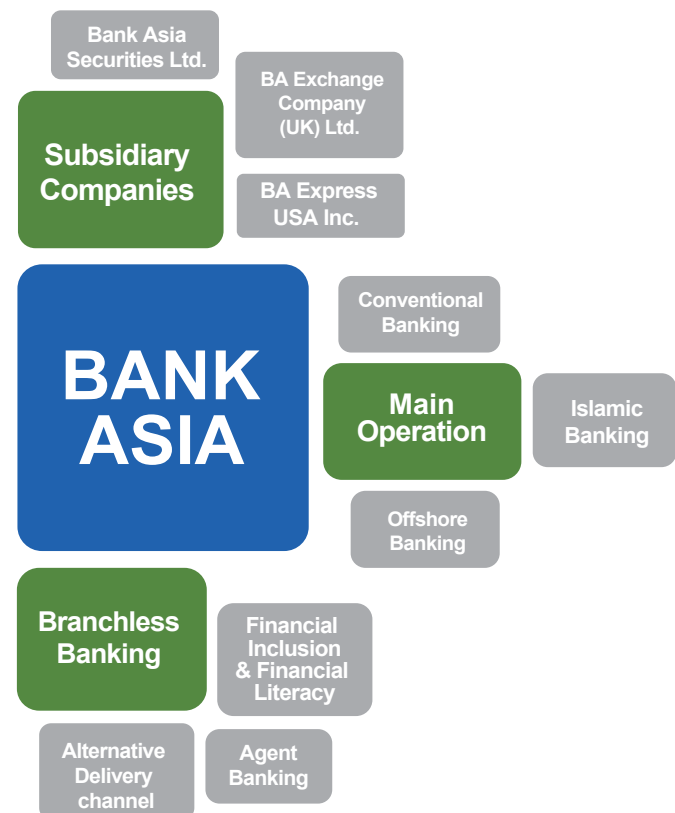 Bank Asia
Securities Ltd.
BA Exchange
Company
(UK) Ltd.
Subsidiary
Companies
BA Express
USA Inc.
BANK
ASIA
Conventional
Banking
Main
Operation
Islamic
Banking
Offshore
Banking
Branchless
Banking
Financial
Inclusion
& Financial
Literacy
Alternative
Delivery
channel
Agent
Banking